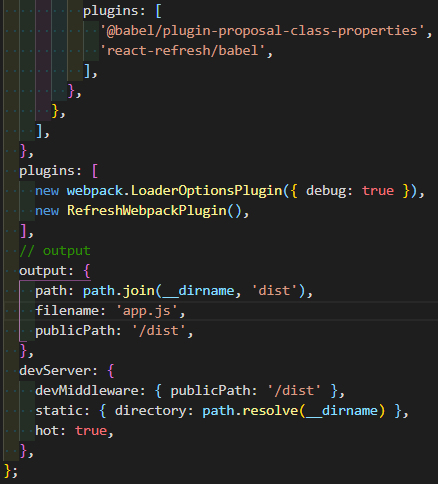 plugins: [
'@babel/plugin-proposal-class-properties',
'react-refresh/babel',
],
},
},
],
},
plugins: [
new webpack.LoaderOptionsPlugin({ debug: true }),
new RefreshWebpackPlugin(),
],
// output
output: {
path: path.join(__dirname, 'dist'),
filename: 'app.js',
publicPath: '/dist',
},
devServer: {
devMiddleware: { publicPath: '/dist' },
static: { directory: path.resolve(__dirname) },
hot: true,
},
};